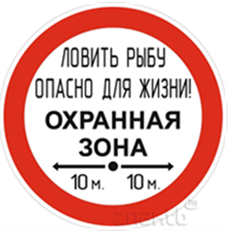 ЛОВИТЬ РЫБУ
ОПАСНО ДЛЯ ЖИЗНИ!
ОХРАННАЯ
ЗОНА
10 м. 10 м.